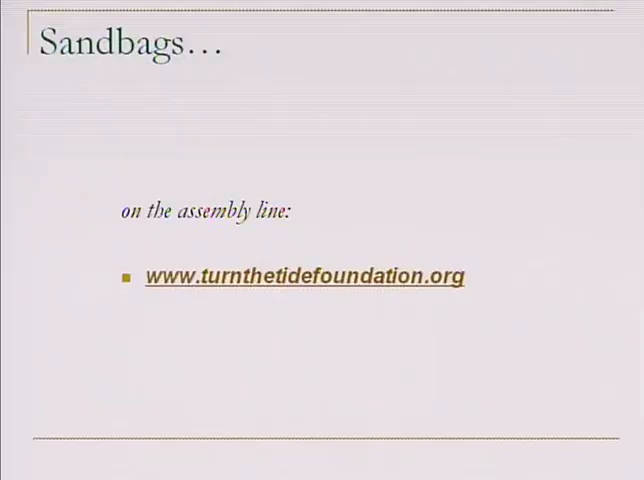 Sandbags…
on the assembly line:
www.turnthetidefoundation.org